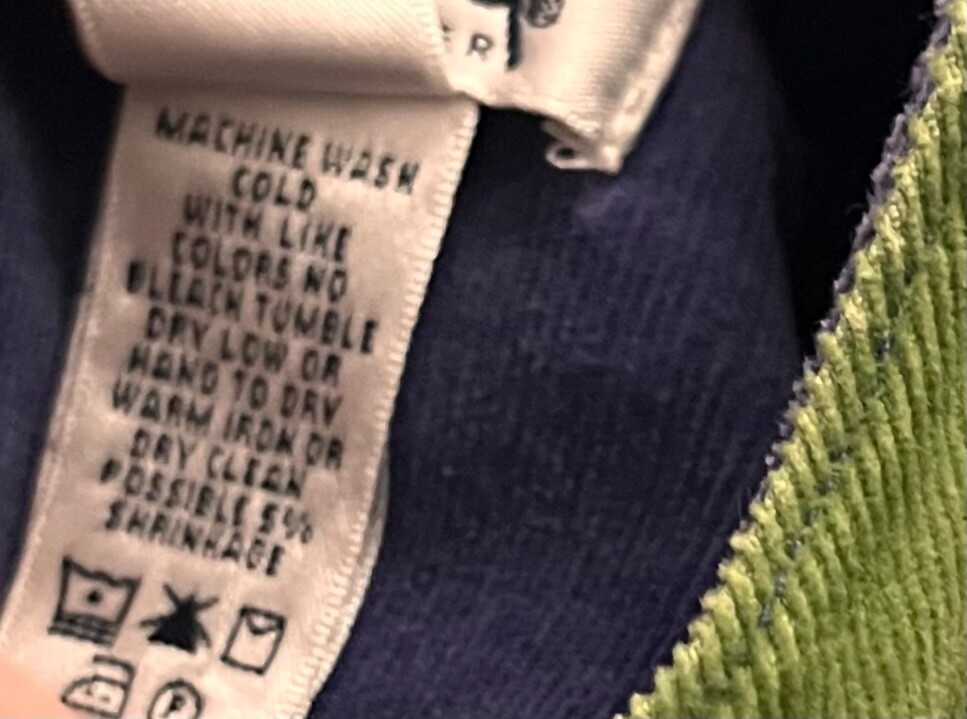 R
MACHINE WASH
COLD
WITH LIKE
COLORS NO
BLEACH TUMBLE
DRY LOW OR
HAND TO DRY
WARM IRON OR
DRY CLEAN
POSSIBLE 5%
SHRINKAGE
P